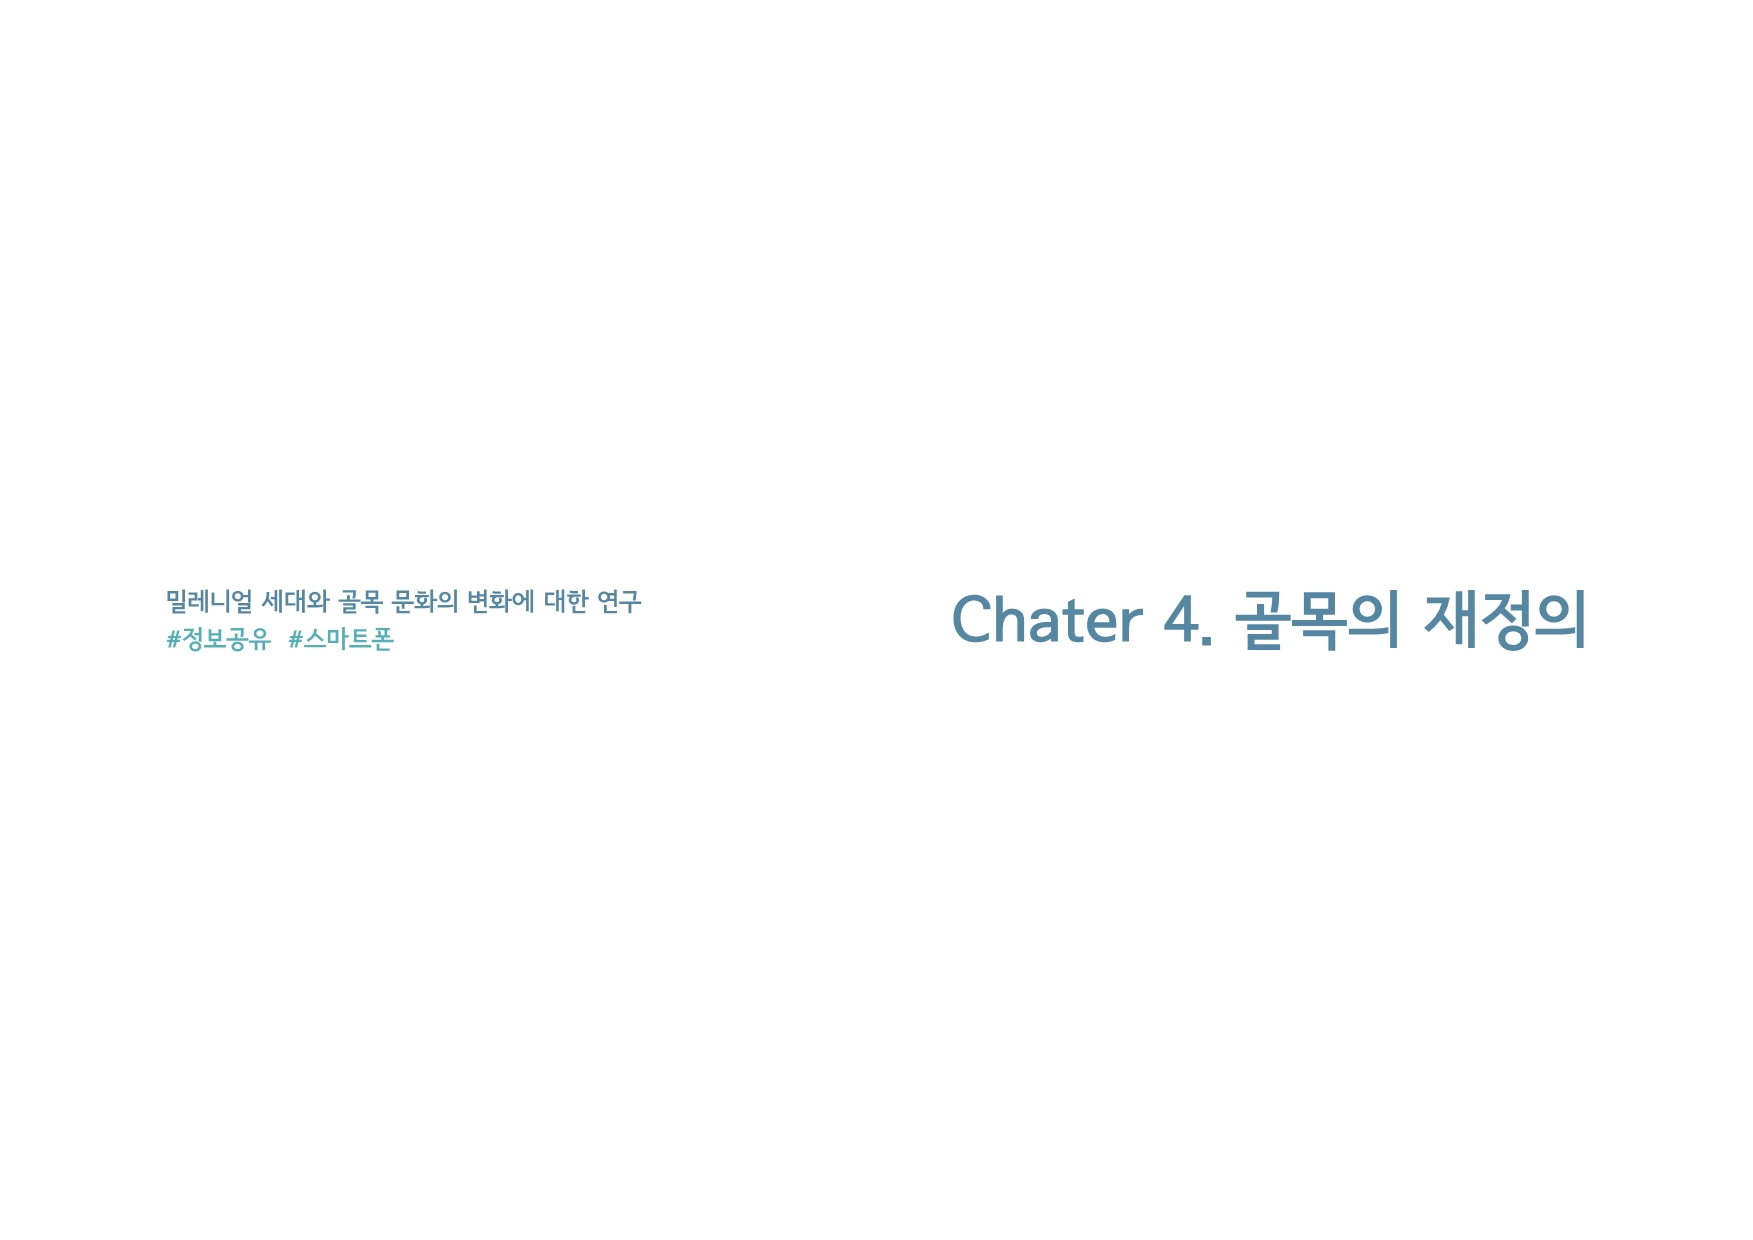 밀레니얼 세대와 골목 문화의 변화에 대한 연구
#정보공유 #스마트폰
Chater 4. 골목의 재정의